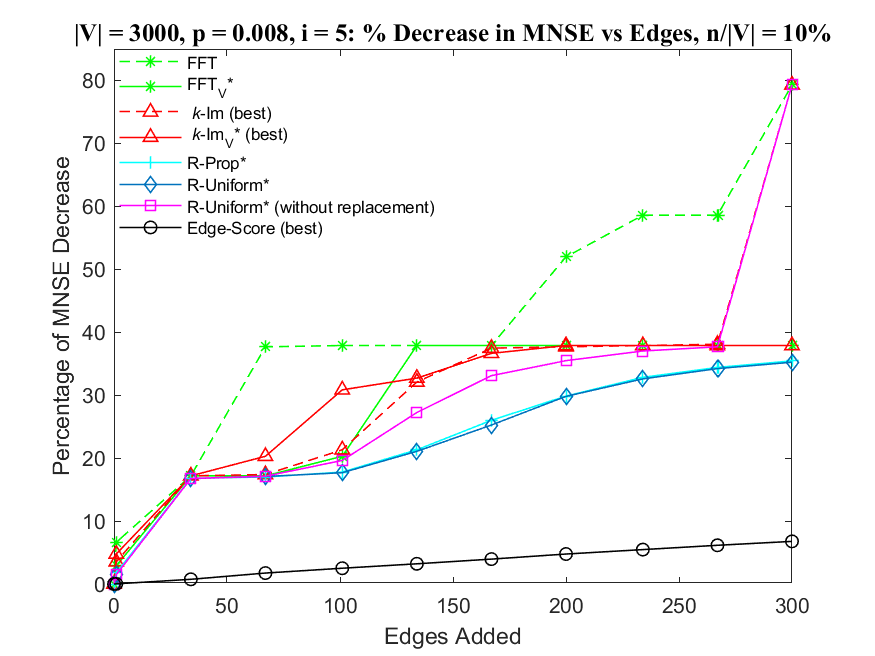 |V| = 3000, p = 0.008, i = 5: % Decrease in MNSE vs Edges, n/|V| = 10%
FFT
FFT_V*
k-Im (best)
k-Im_V* (best)
R-Prop*
R-Uniform*
R-Uniform* (without replacement)
Edge-Score (best)
Percentage of MNSE Decrease
80
70
60
50
40
30
20
10
0
0 50 100 150 200 250 300
Edges Added